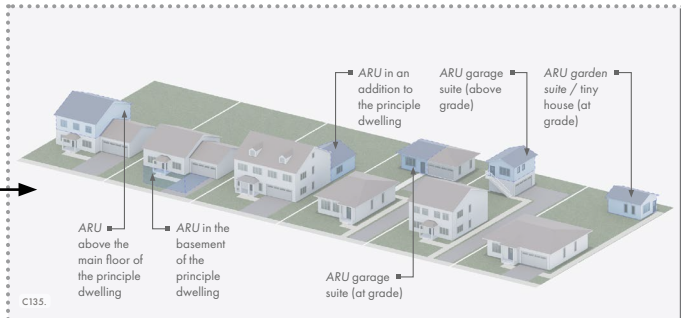 ARU in an
addition to
the principle
dwelling
ARU garage
suite (above
grade)
ARU garden
suite / tiny
house (at
grade)
ARU
above the
main floor of
the principle
dwelling
ARU in the
basement
of the
principle
dwelling
ARU garage
suite (at grade)
C135.